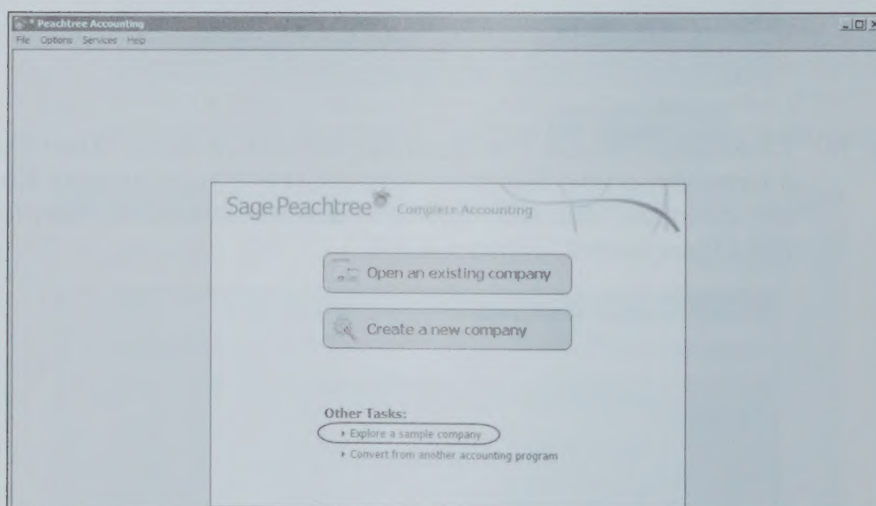 Peachtree Accounting
File Options Services Help
Sage Peachtree Complete Accounting
Open an existing company
Create a new company
Other Tasks:
Explore a sample company
Convert from another accounting program